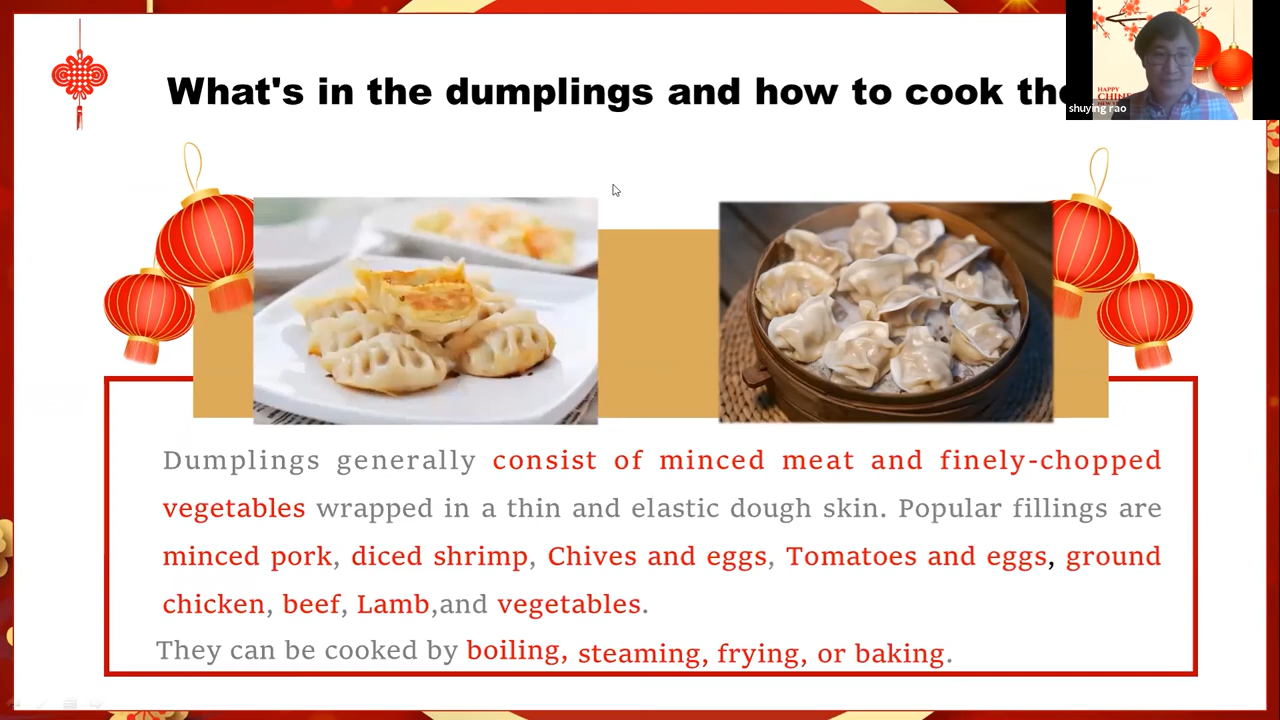 What's in the dumplings and how to cook the
HAPPY
CHINE
shuying rao
Dumplings generally consist of minced meat and finely-chopped
vegetables wrapped in a thin and elastic dough skin. Popular fillings are
minced pork, diced shrimp, Chives and eggs, Tomatoes and eggs, ground
chicken, beef, Lamb,and vegetables.
They can be cooked by boiling, steaming, frying, or baking.